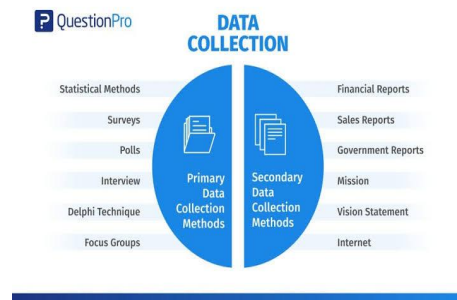 QuestionPro
DATA
COLLECTION
Statistical Methods
Surveys
Polls
Interview
Delphi Technique
Focus Groups
Primary
Data
Collection
Methods
Secondary
Data
Collection
Methods
Financial Reports
Sales Reports
Government Reports
Mission
Vision Statement
Internet